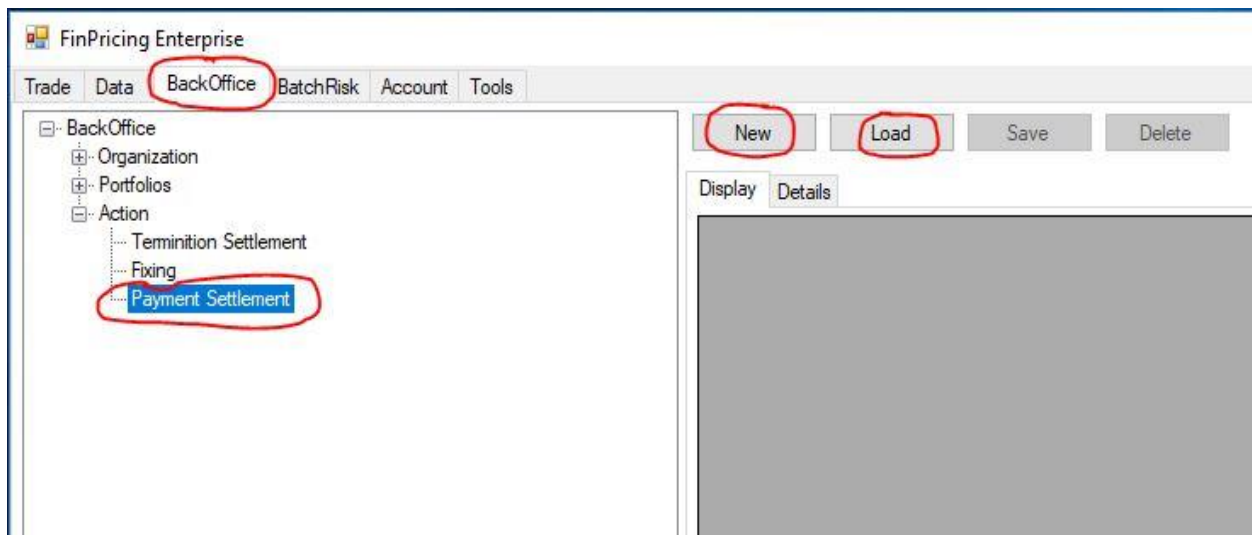 FinPricing Enterprise
Trade Data BackOffice BatchRisk Account Tools
BackOffice
Organization
Portfolios
Action
Terminition Settlement
Fixing
Payment Settlement
New Load Save Delete
Display Details